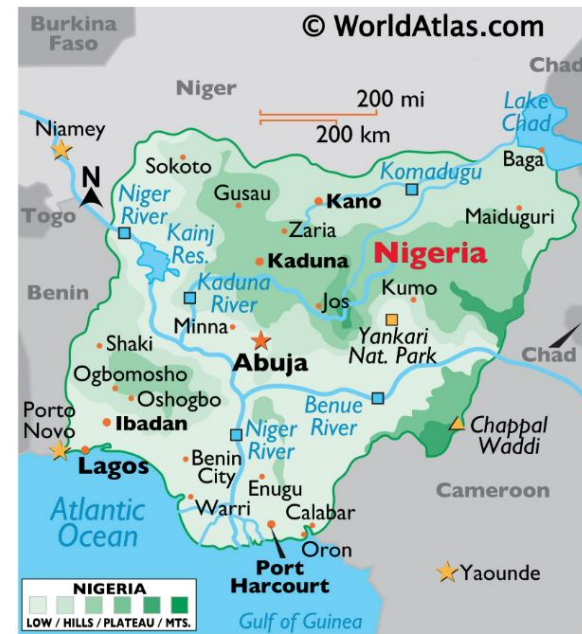 Burkina
Faso
© WorldAtlas.com
Niger
Chad
200 mi
200 km
Lake
Chad
Niamey
N
Sokoto
Komadugu
Baga
Togo
Niger
River
Gusau
Kano
Maiduguri
Kainj
Res.
Zaria
Nigeria
Kaduna
Benin
Kaduna
River
Jos
Kumo
Minna
Yankari
Nat. Park
Shaki
Abuja
Chad
Ogbomosho
Oshogbo
Porto
Novo
Ibadan
Niger
River
Benue
River
Chappal
Waddi
Lagos
Benin
City
Enugu
Cameroon
Atlantic
Ocean
Warri
Calabar
Oron
Port
Harcourt
Yaounde
NIGERIA
LOW / HILLS / PLATEAU / MTS.
Gulf of Guinea